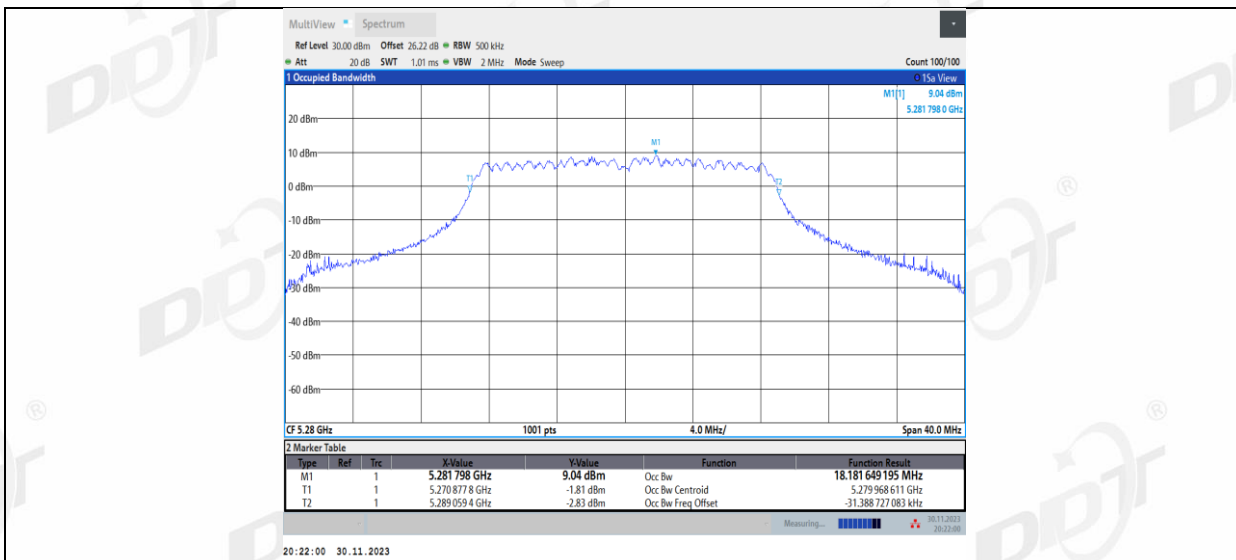 MultiView Spectrum
Ref Level 30.00 dBm Offset 26.22 dB RBW 500 kHz
Att 20 dB SWT 1.01 ms VBW 2 MHz Mode Sweep Count 100/100
1 Occupied Bandwidth 1Sa View
M1[1] 9.04 dBm
5.281 798 0 GHz
20 dBm
M1
10 dBm
T1 T2
0 dBm
-10 dBm
-20 dBm
-30 dBm
-40 dBm
-50 dBm
-60 dBm
CF 5.28 GHz 1001 pts 4.0 MHz/ Span 40.0 MHz
2 Marker Table
Type Ref Trc X-Value Y-Value Function Function Result
M1 1 5.281 798 GHz 9.04 dBm Occ Bw 18.181 649 195 MHz
T1 1 5.270 877 8 GHz -1.81 dBm Occ Bw Centroid 5.279 968 611 GHz
T2 1 5.289 059 4 GHz -2.83 dBm Occ Bw Freq Offset -31.388 727 083 kHz
Measuring... 30.11.2023
20:22:00
20:22:00 30.11.2023
DDT
®